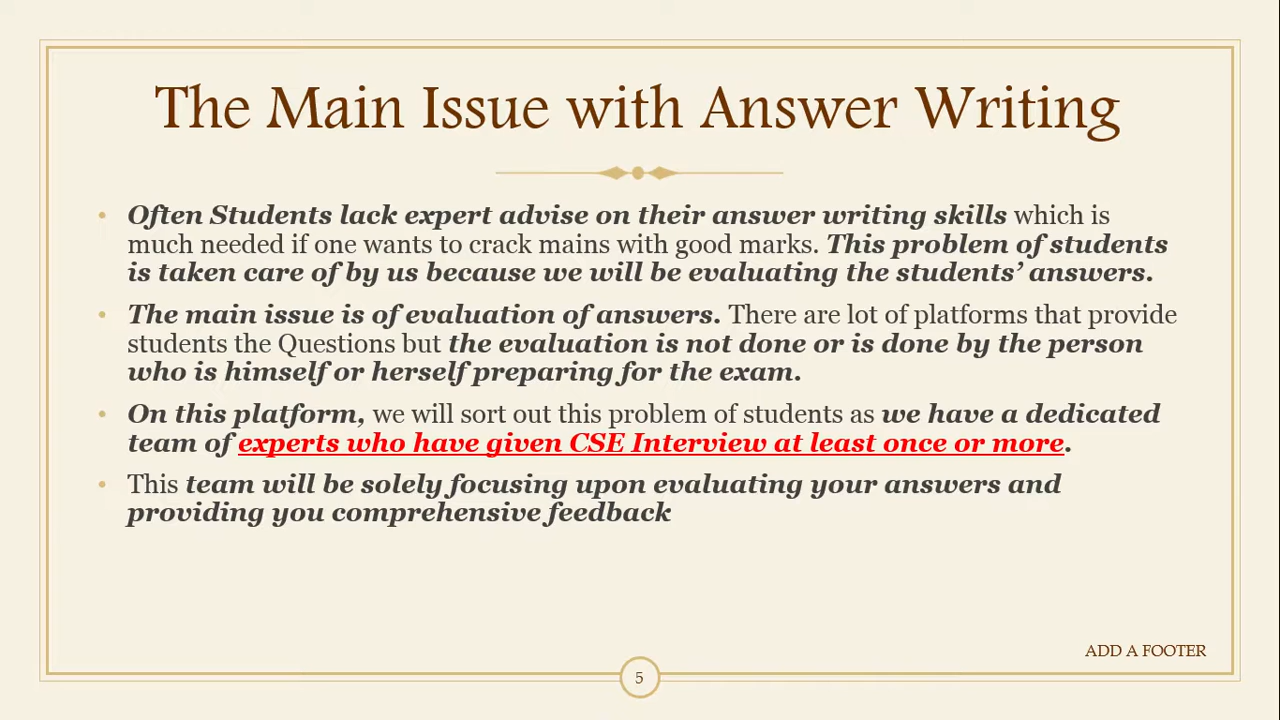 The Main Issue with Answer Writing
• Often Students lack expert advise on their answer writing skills which is
much needed if one wants to crack mains with good marks. This problem of students
is taken care of by us because we will be evaluating the students’ answers.
• The main issue is of evaluation of answers. There are lot of platforms that provide
students the Questions but the evaluation is not done or is done by the person
who is himself or herself preparing for the exam.
• On this platform, we will sort out this problem of students as we have a dedicated
team of experts who have given CSE Interview at least once or more.
• This team will be solely focusing upon evaluating your answers and
providing you comprehensive feedback
ADD A FOOTER
5